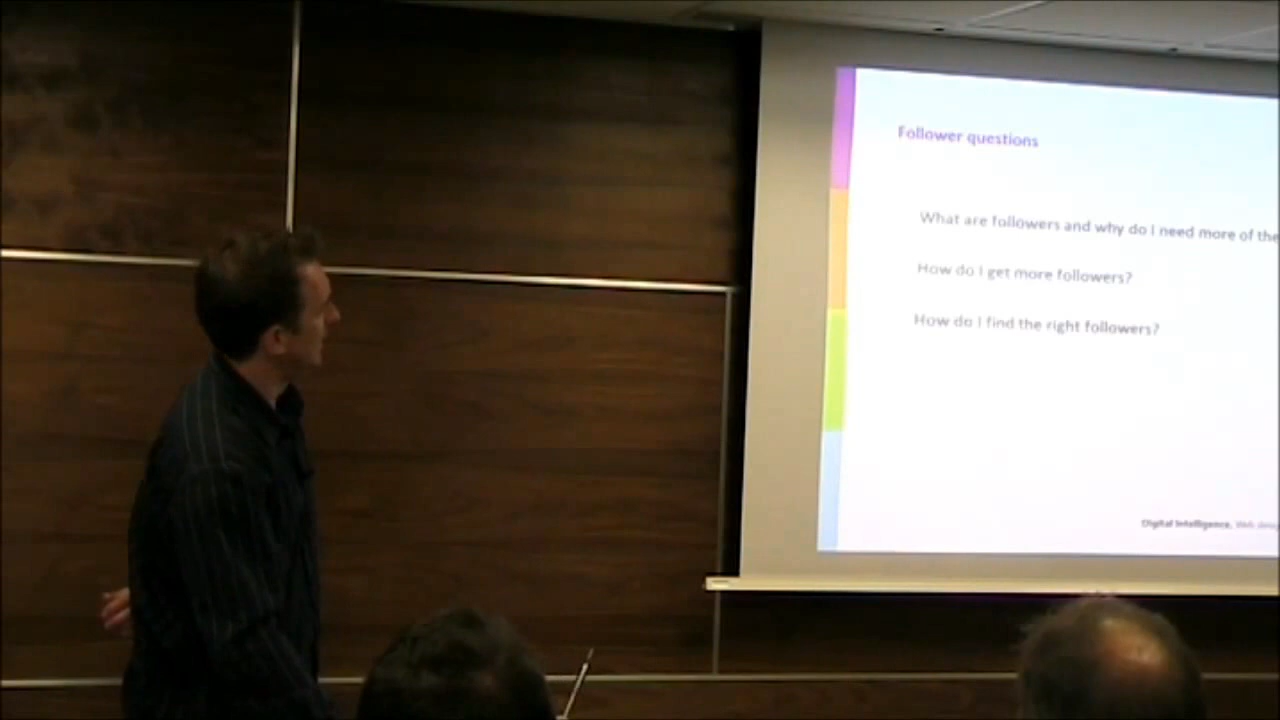 Follower questions
What are followers and why do I need more of the
How do I get more followers?
How do I find the right followers?
Digital Intelligence. Web